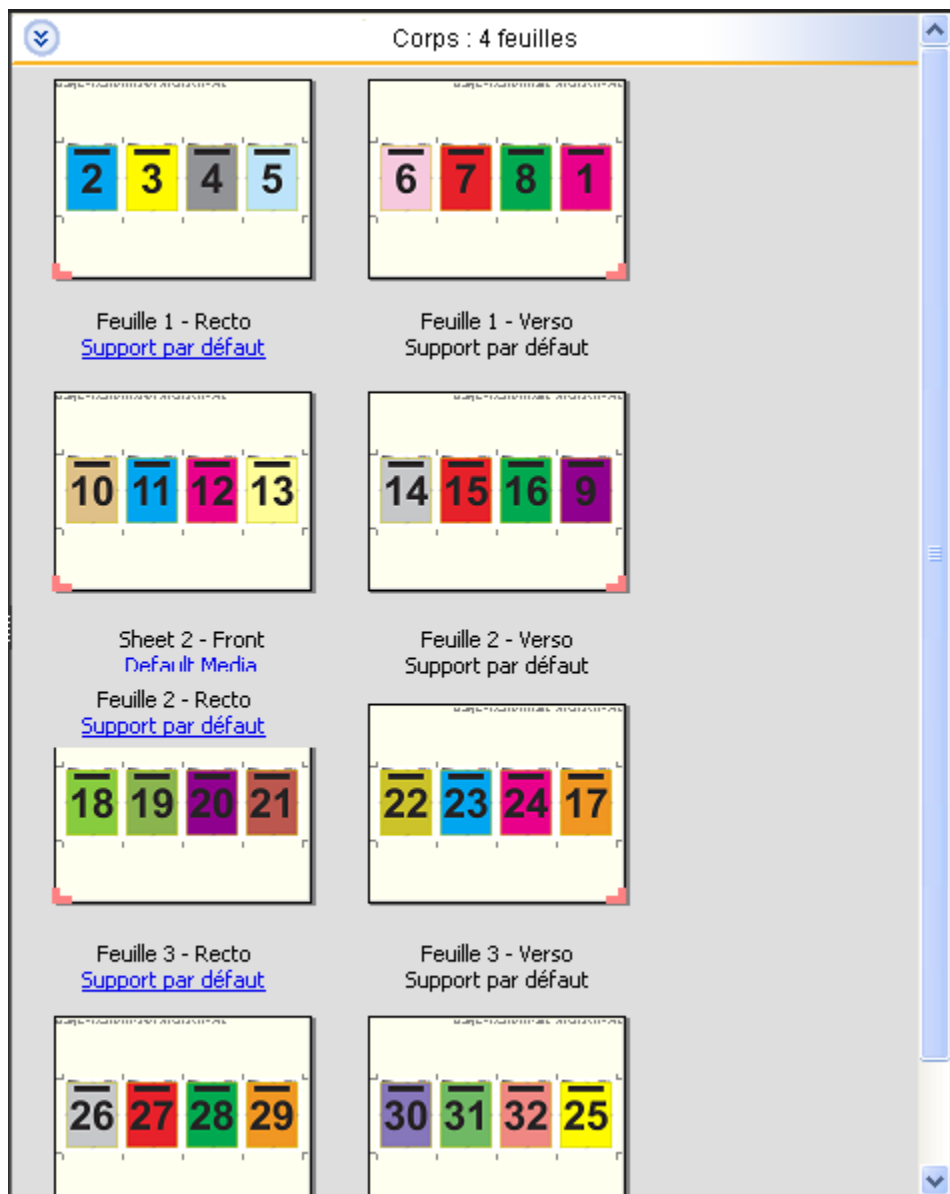 Corps : 4 feuilles
2 3 4 5
6 7 8 1
Feuille 1 - Recto
Support par défaut
Feuille 1 - Verso
Support par défaut
10 11 12 13
14 15 16 9
Sheet 2 - Front
Default Media
Feuille 2 - Verso
Support par défaut
Feuille 2 - Recto
Support par défaut
18 19 20 21
22 23 24 17
Feuille 3 - Recto
Support par défaut
Feuille 3 - Verso
Support par défaut
26 27 28 29
30 31 32 25